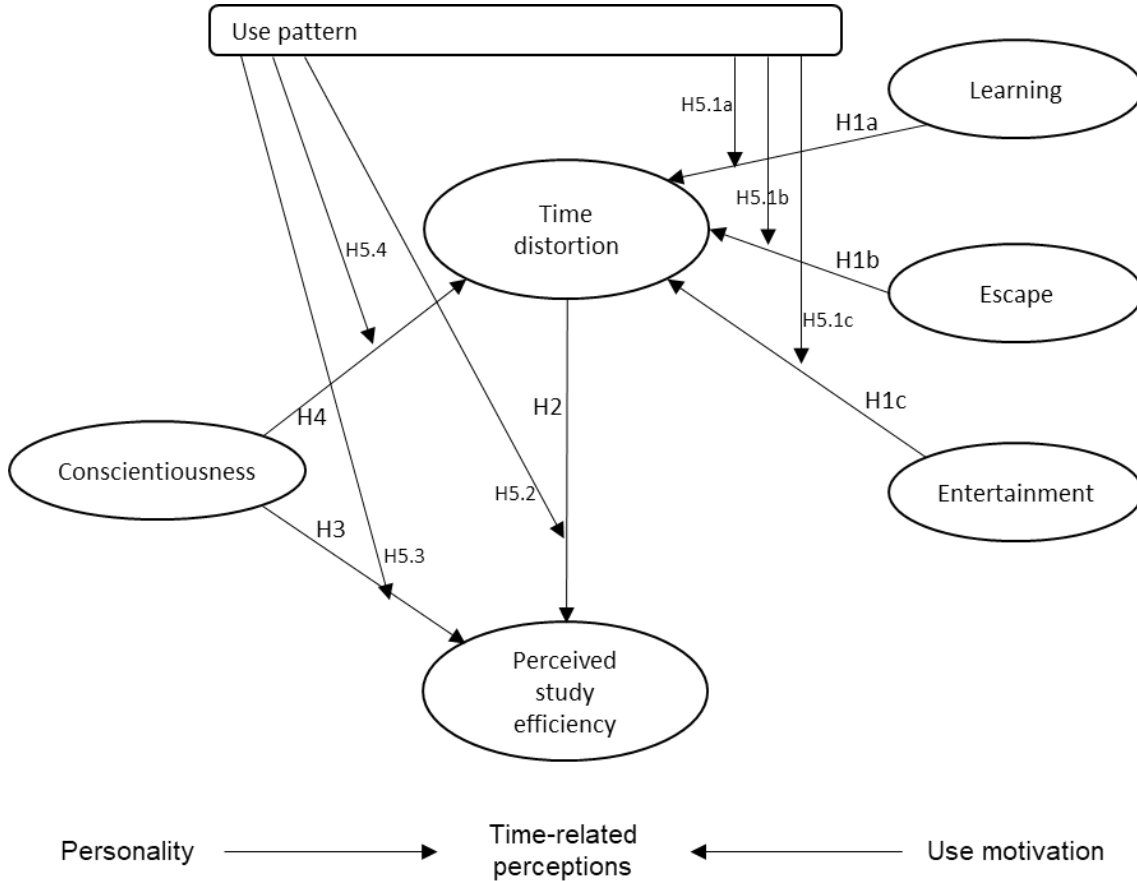 Use pattern
Learning
H5.1a
H1a
Time
distortion
H5.1b
H5.4
H1b
Escape
H5.1c
H2
H1c
H4
Conscientiousness
H5.2
Entertainment
H3
H5.3
Perceived
study
efficiency
Personality
Time-related
perceptions
Use motivation